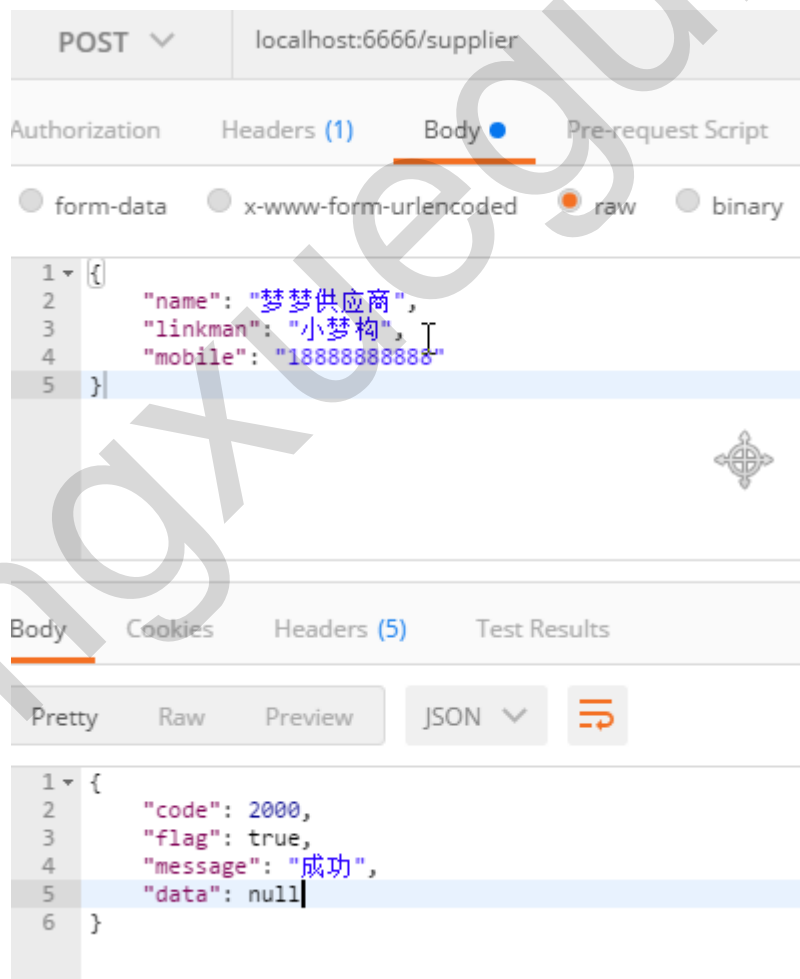 POST localhost:6666/supplier
Authorization Headers (1) Body Pre-request Script
form-data x-www-form-urlencoded raw binary
1 {
2 "name": "梦梦供应商",
3 "linkman": "小梦构",
4 "mobile": "18888888888"
5 }
Body Cookies Headers (5) Test Results
Pretty Raw Preview JSON
1 {
2 "code": 2000,
3 "flag": true,
4 "message": "成功",
5 "data": null
6 }
ngxuegu